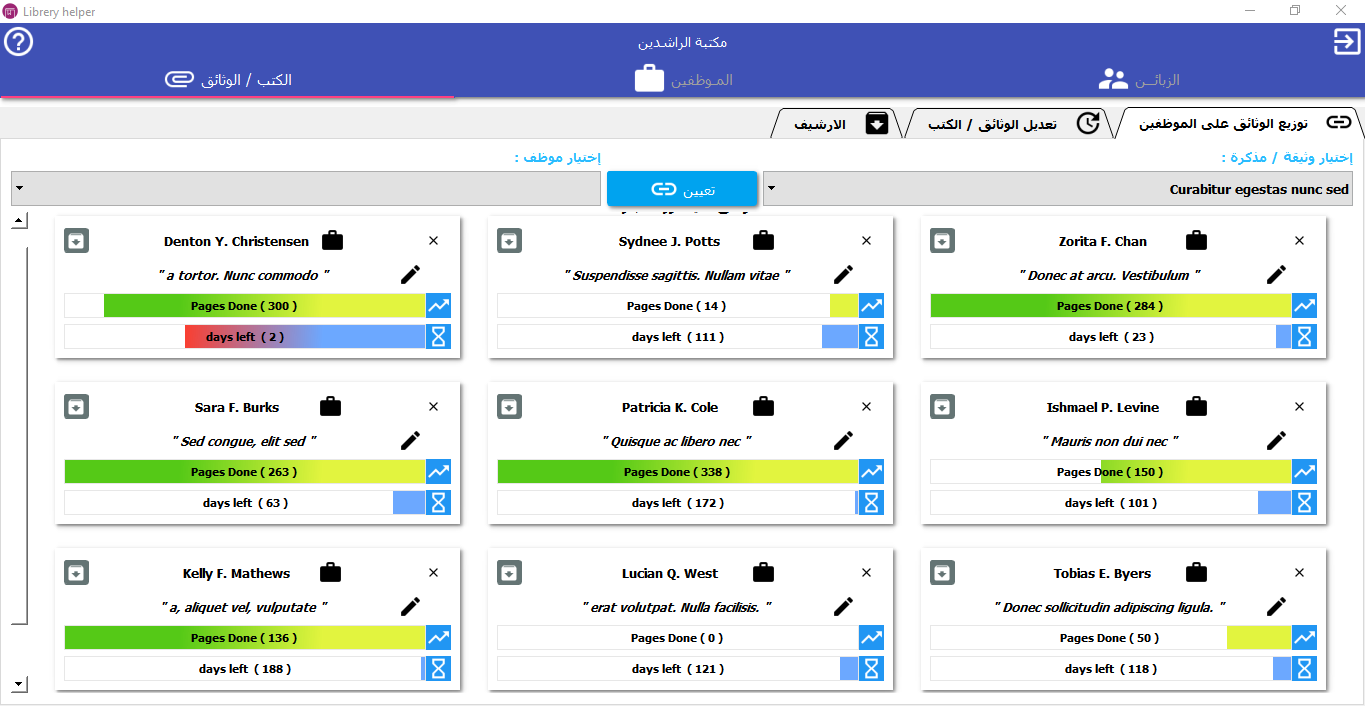 Librery helper
مكتبة الراشدين
الزبائــن
المـوظفين
الكتب / الوثائق
توزيع الوثائق على الموظفين
تعديل الوثائق / الكتب
الارشيف
إختيار وثيقة / مذكرة :
إختيار موظف :
Curabitur egestas nunc sed
تعيين
Denton Y. Christensen
" a tortor. Nunc commodo "
Pages Done ( 300 )
days left ( 2 )
Sydnee J. Potts
" Suspendisse sagittis. Nullam vitae "
Pages Done ( 14 )
days left ( 111 )
Zorita F. Chan
" Donec at arcu. Vestibulum "
Pages Done ( 284 )
days left ( 23 )
Sara F. Burks
" Sed congue, elit sed "
Pages Done ( 263 )
days left ( 63 )
Patricia K. Cole
" Quisque ac libero nec "
Pages Done ( 338 )
days left ( 172 )
Ishmael P. Levine
" Mauris non dui nec "
Pages Done ( 150 )
days left ( 101 )
Kelly F. Mathews
" a, aliquet vel, vulputate "
Pages Done ( 136 )
days left ( 188 )
Lucian Q. West
" erat volutpat. Nulla facilisis. "
Pages Done ( 0 )
days left ( 121 )
Tobias E. Byers
" Donec sollicitudin adipiscing ligula. "
Pages Done ( 50 )
days left ( 118 )